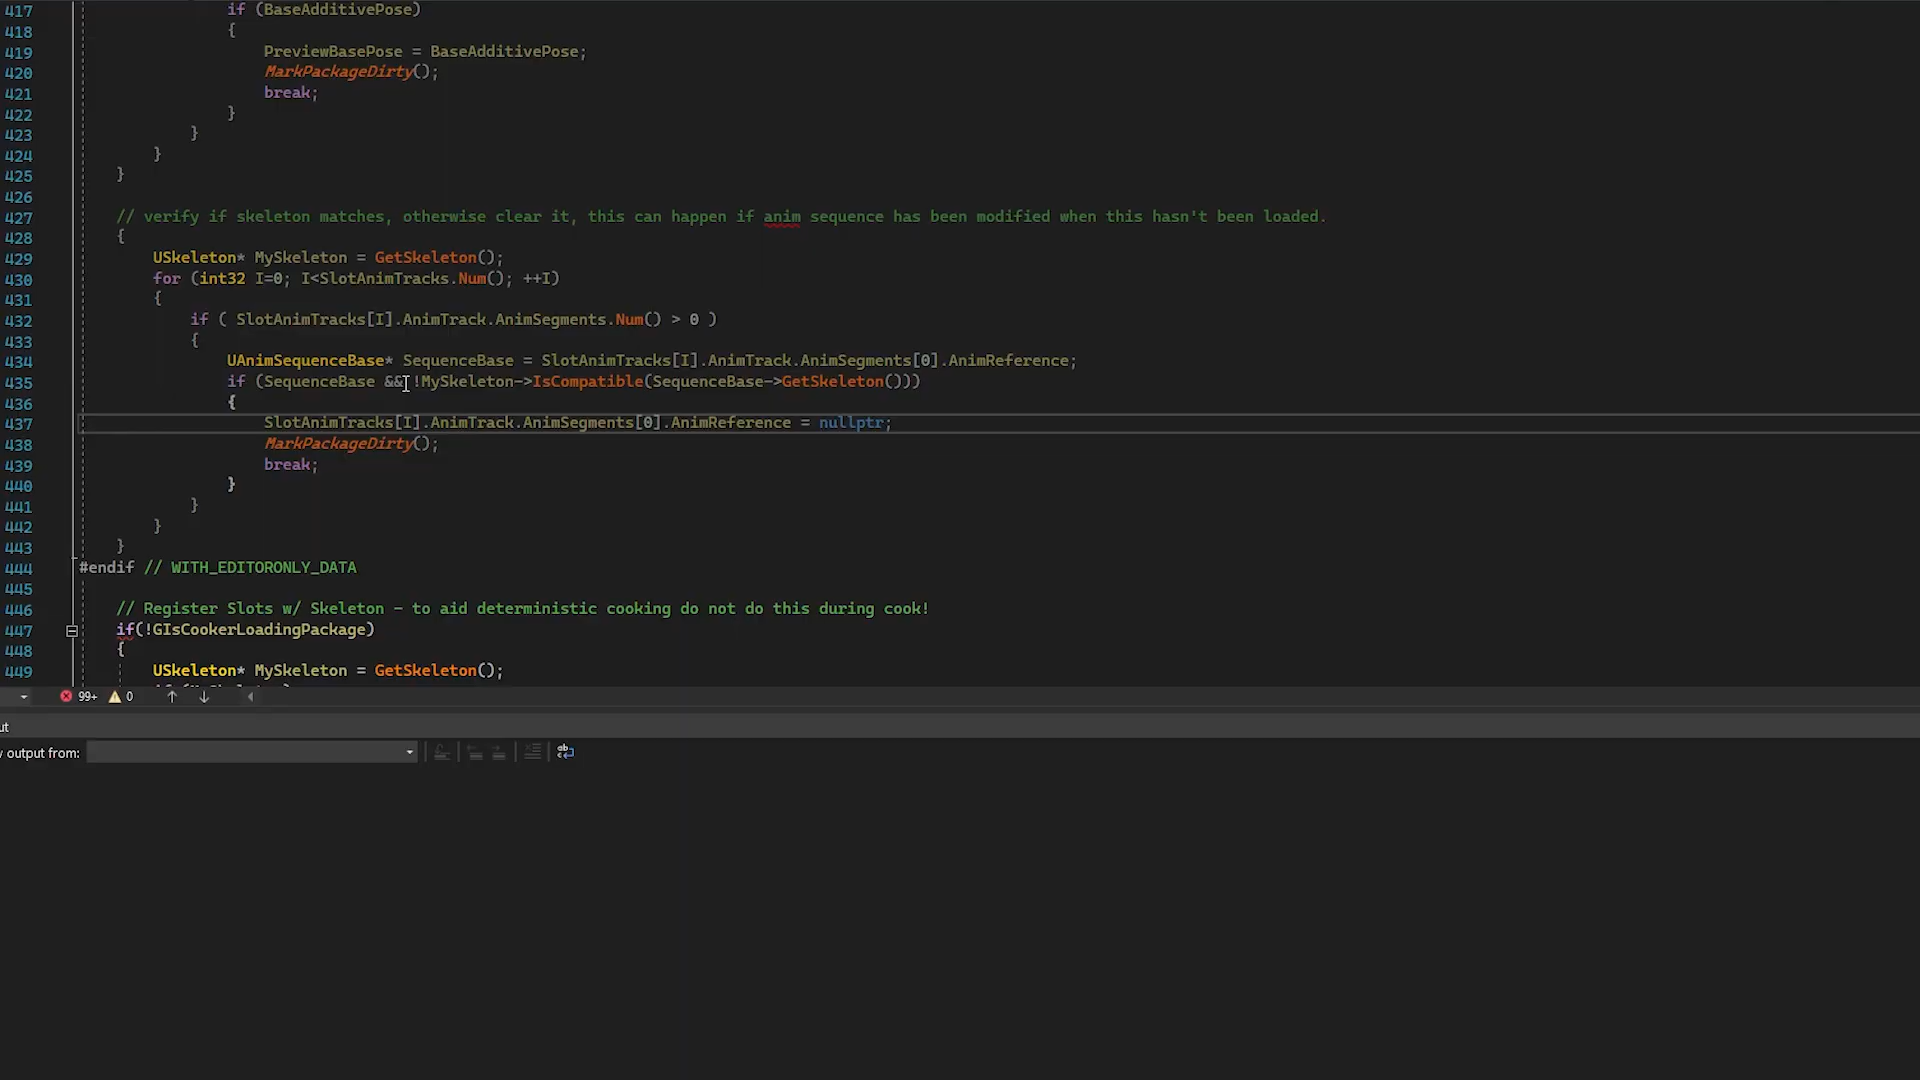 417 if (BaseAdditivePose)
418 {
419 PreviewBasePose = BaseAdditivePose;
420 MarkPackageDirty();
421 break;
422 }
423 }
424 }
425 }
426
427 // verify if skeleton matches, otherwise clear it, this can happen if anim sequence has been modified when this hasn't been loaded.
428 {
429 USkeleton* MySkeleton = GetSkeleton();
430 for (int32 I=0; I<SlotAnimTracks.Num(); ++I)
431 {
432 if ( SlotAnimTracks[I].AnimTrack.AnimSegments.Num() > 0 )
433 {
434 UAnimSequenceBase* SequenceBase = SlotAnimTracks[I].AnimTrack.AnimSegments[0].AnimReference;
435 if (SequenceBase && !MySkeleton->IsCompatible(SequenceBase->GetSkeleton()))
436 {
437 SlotAnimTracks[I].AnimTrack.AnimSegments[0].AnimReference = nullptr;
438 MarkPackageDirty();
439 break;
440 }
441 }
442 }
443 }
444 #endif // WITH_EDITORONLY_DATA
445
446 // Register Slots w/ Skeleton - to aid deterministic cooking do not do this during cook!
447 if(!GIsCookerLoadingPackage)
448 {
449 USkeleton* MySkeleton = GetSkeleton();
99+ 0
ut
output from: